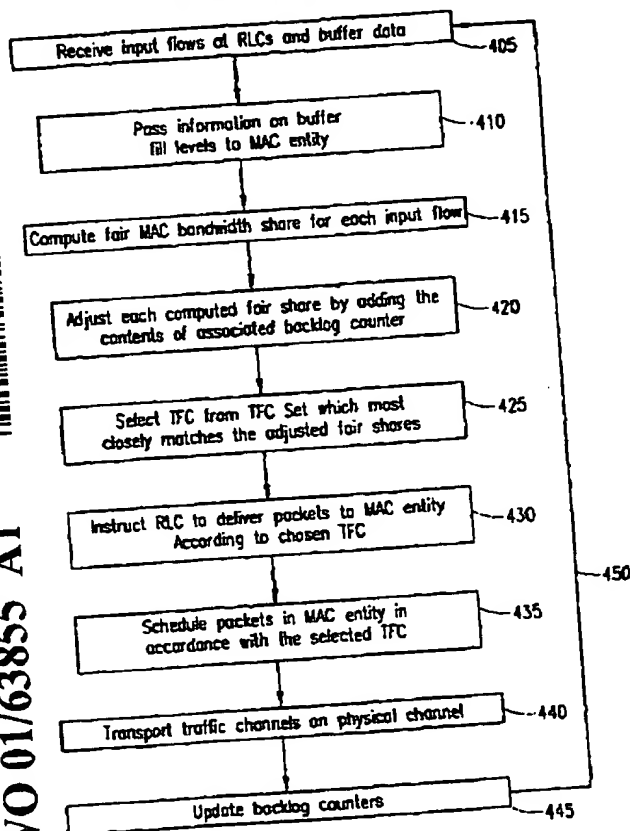 Receive input flows at RLCs and buffer data
405
Pass information on buffer
fill levels to MAC entity
410
Compute fair MAC bandwidth share for each input flow
415
Adjust each computed fair share by adding the
contents of associated backlog counter
420
Select TFC from TFC Set which most
closely matches the adjusted fair shares
425
Instruct RLC to deliver packets to MAC entity
According to chosen TFC
430
Schedule packets in MAC entity in
accordance with the selected TFC
435
Transport traffic channels on physical channel
440
Update backlog counters
445
450
WO 01/63855 A1